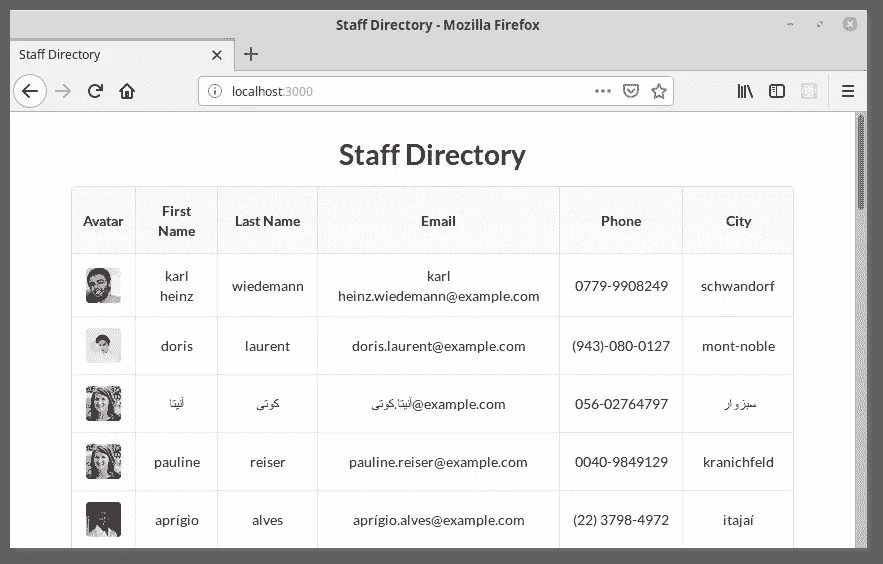 Staff Directory - Mozilla Firefox
Staff Directory
localhost:3000
Staff Directory
Avatar First Name Last Name Email Phone City
karl heinz wiedemann karl heinz.wiedemann@example.com 0779-9908249 schwandorf
doris laurent doris.laurent@example.com (943)-080-0127 mont-noble
آنیتا کوتی آنیتا.کوتی@example.com 056-02764797 سبزوار
pauline reiser pauline.reiser@example.com 0040-9849129 kranichfeld
aprígio alves aprígio.alves@example.com (22) 3798-4972 itajaí